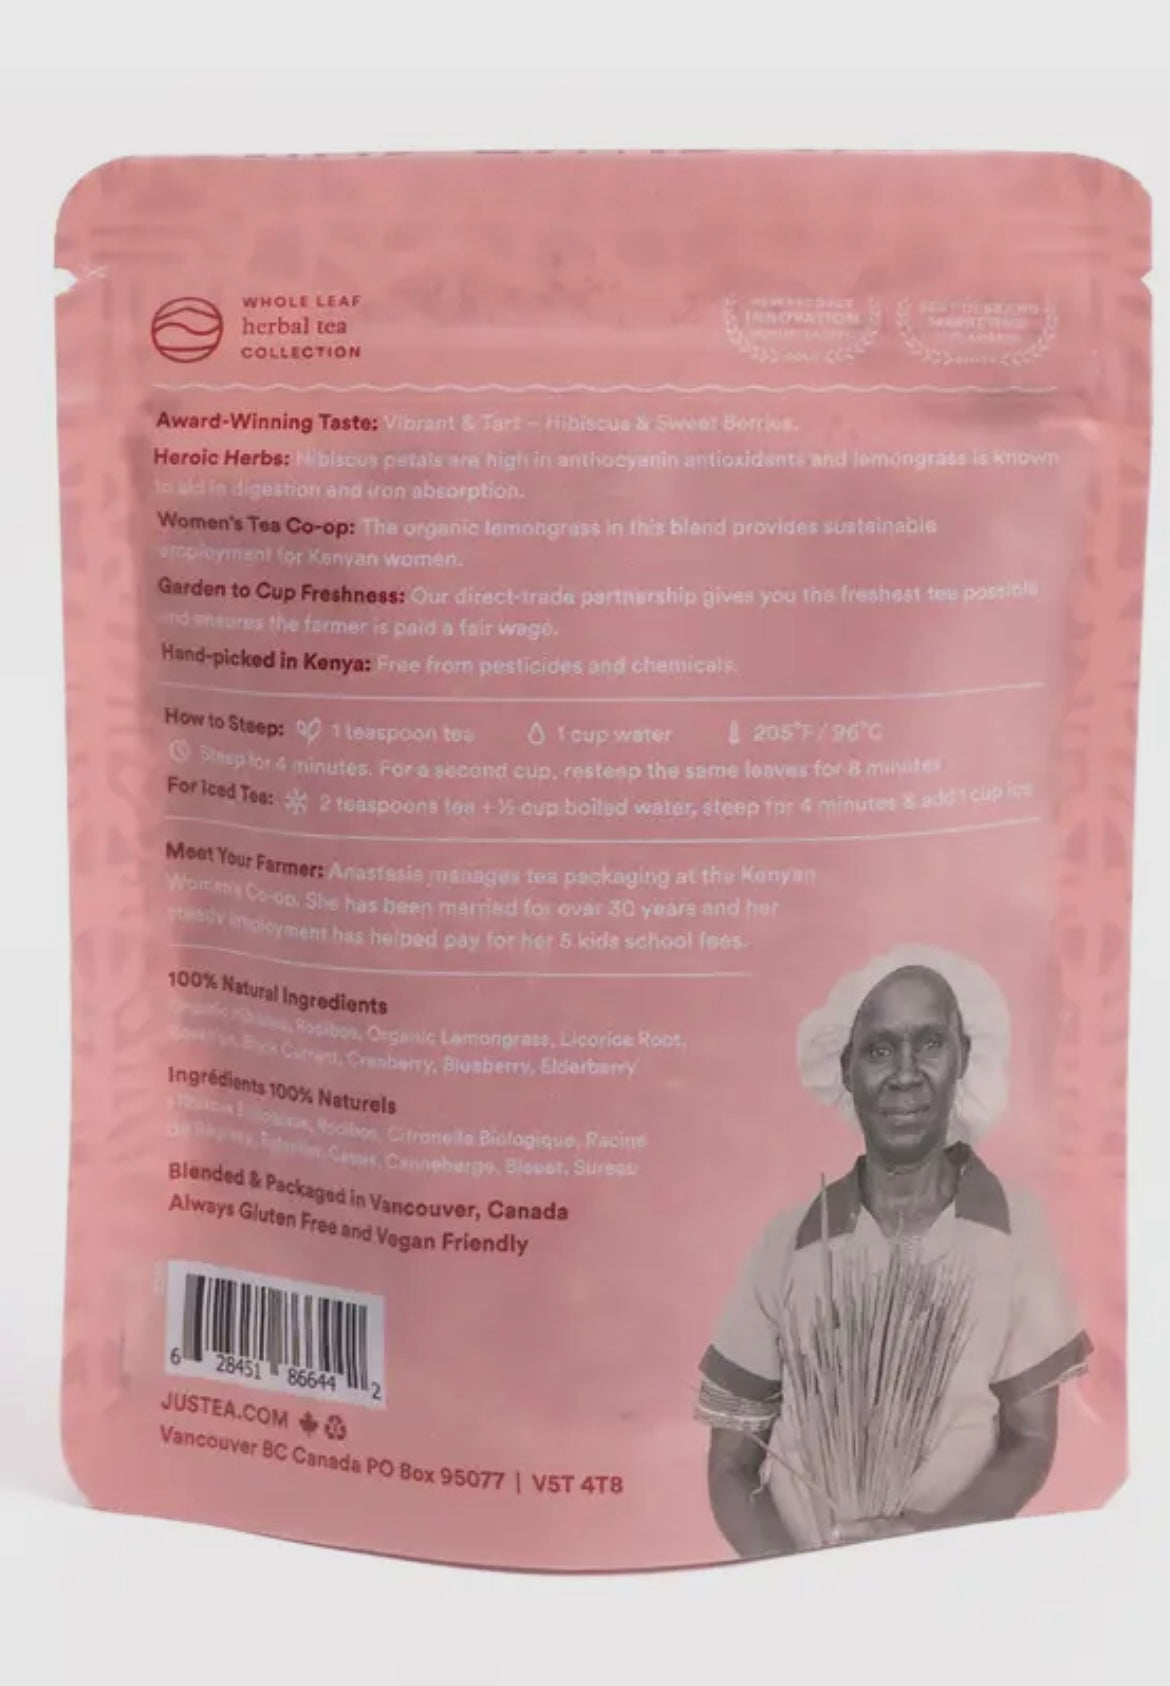 WHOLE LEAF
herbal tea
COLLECTION
INNOVATION
Award-Winning Taste: Vibrant & Tart – Hibiscus & Sweet Berries.
Heroic Herbs: Hibiscus petals are high in anthocyanin antioxidants and lemongrass is known
to aid in digestion and iron absorption.
Women's Tea Co-op: The organic lemongrass in this blend provides sustainable
employment for Kenyan women.
Garden to Cup Freshness: Our direct-trade partnership gives you the freshest tea possible
and ensures the farmer is paid a fair wage.
Hand-picked in Kenya: Free from pesticides and chemicals.
How to Steep: 1 teaspoon tea 1 cup water 205°F / 96°C
Steep for 4 minutes. For a second cup, resteep the same leaves for 8 minutes
For Iced Tea: 2 teaspoons tea + ½ cup boiled water, steep for 4 minutes & add 1 cup ice
Meet Your Farmer: Anastasia manages tea packaging at the Kenyan
Women's Co-op. She has been married for over 30 years and her
steady employment has helped pay for her 5 kids school fees.
100% Natural Ingredients
Organic Hibiscus, Rooibos, Organic Lemongrass, Licorice Root,
Black Currant, Cranberry, Blueberry, Elderberry
Ingrédients 100% Naturels
Hibiscus Biologique, Rooibos, Citronelle Biologique, Racine
de Réglisse, Cassis, Canneberge, Bleuet, Sureau
Blended & Packaged in Vancouver, Canada
Always Gluten Free and Vegan Friendly
6 28451 86644 2
JUSTEA.COM
Vancouver BC Canada PO Box 95077 | V5T 4T8